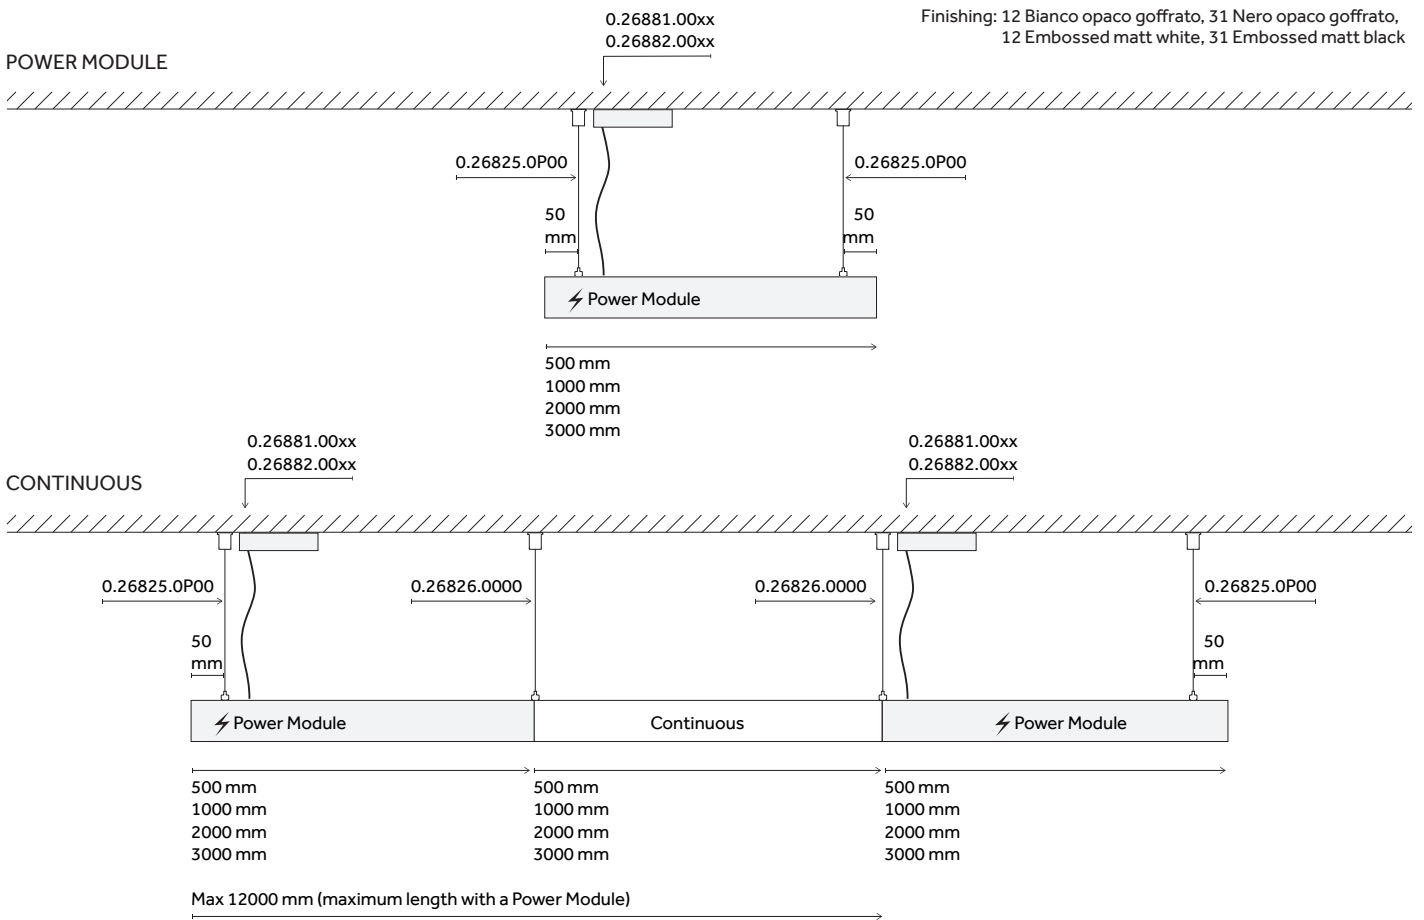 0.26881.00xx
0.26882.00xx
Finishing: 12 Bianco opaco goffrato, 31 Nero opaco goffrato,
12 Embossed matt white, 31 Embossed matt black
POWER MODULE
0.26825.0P00
0.26825.0P00
50
mm
50
mm
Power Module
500 mm
1000 mm
2000 mm
3000 mm
0.26881.00xx
0.26882.00xx
0.26881.00xx
0.26882.00xx
CONTINUOUS
0.26825.0P00
0.26826.0000
0.26826.0000
0.26825.0P00
50
mm
50
mm
Power Module
Continuous
Power Module
500 mm
1000 mm
2000 mm
3000 mm
500 mm
1000 mm
2000 mm
3000 mm
500 mm
1000 mm
2000 mm
3000 mm
Max 12000 mm (maximum length with a Power Module)